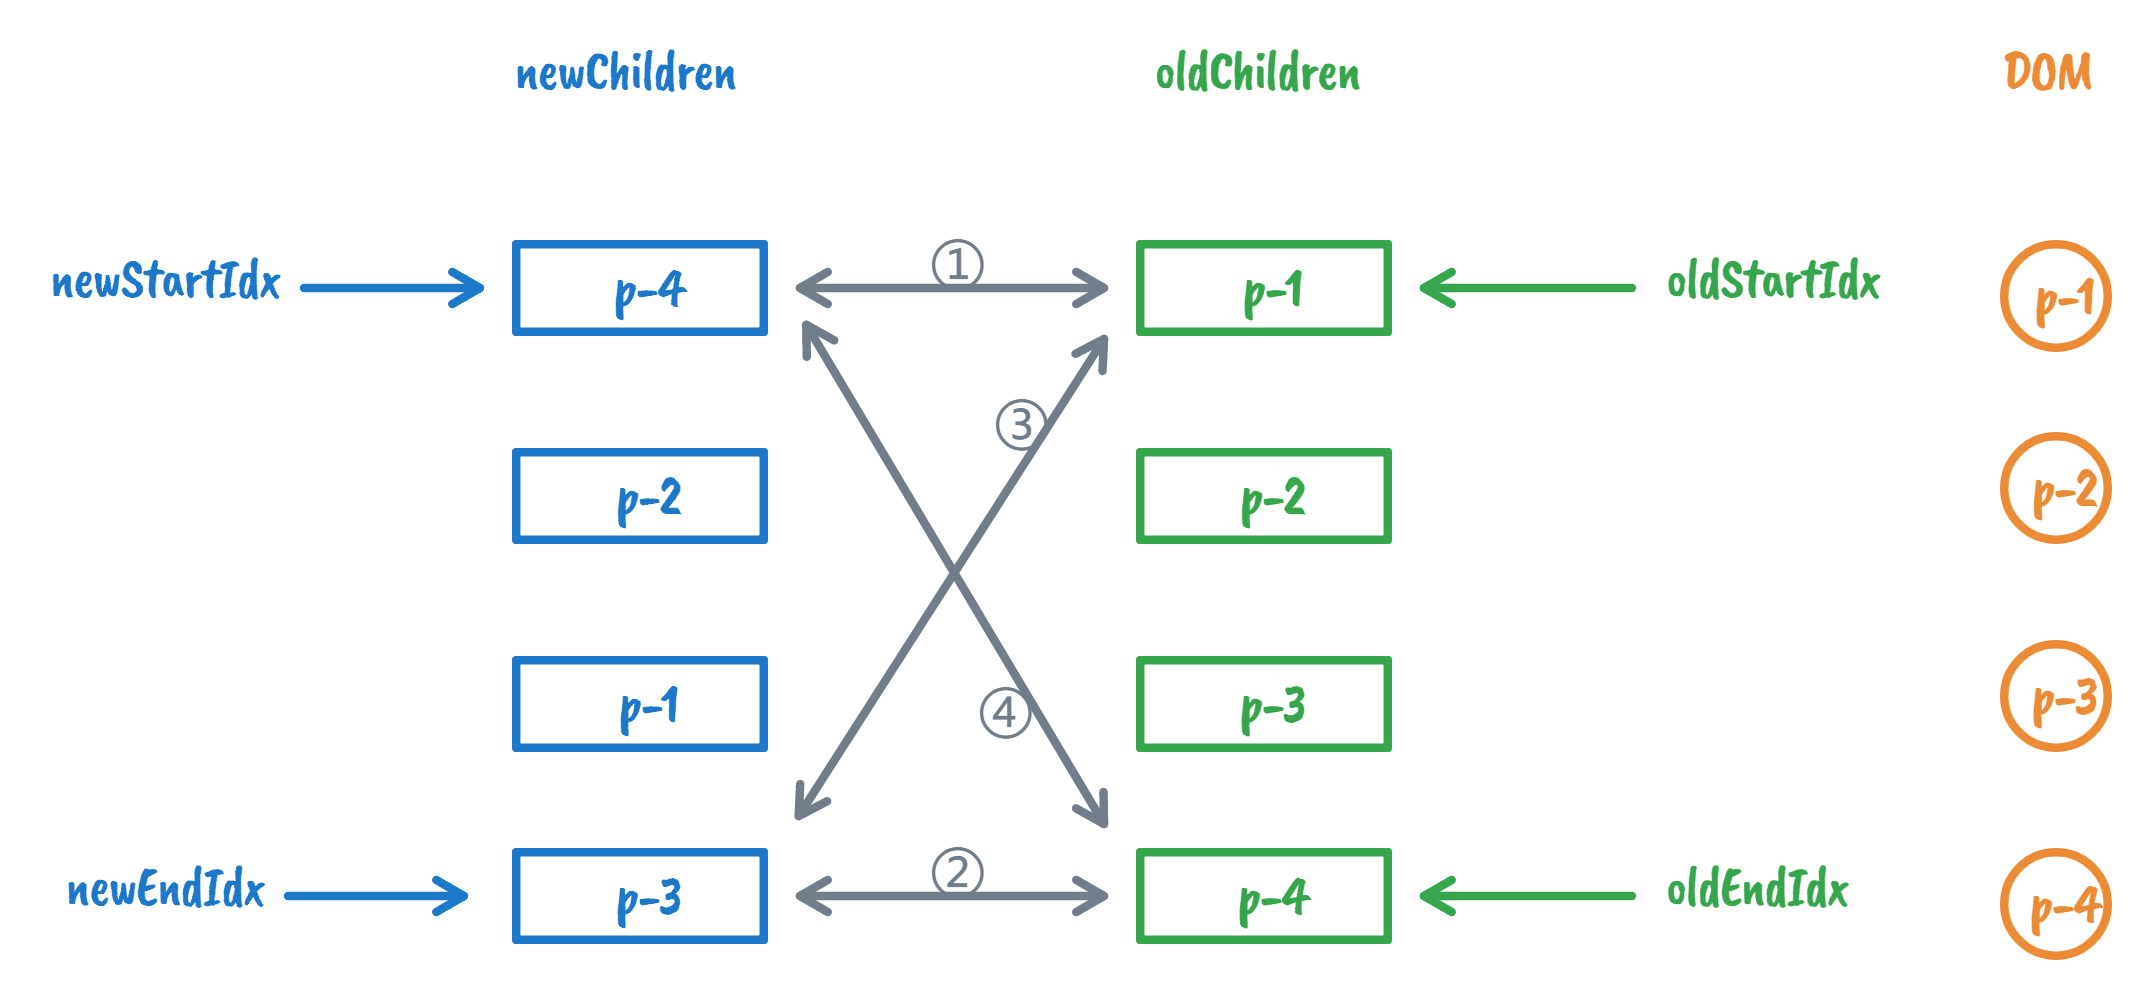 newChildren oldChildren DOM
newStartIdx p-4 ① p-1 oldStartIdx p-1
③
p-2 p-2 p-2
p-1 p-3 p-3
④
newEndIdx p-3 ② p-4 oldEndIdx p-4